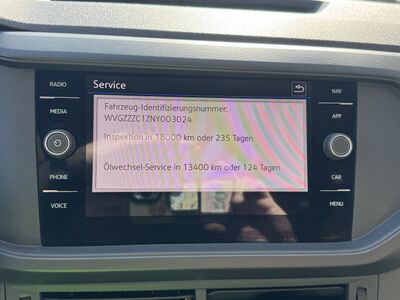 Service
RADIO
MEDIA
PHONE
VOICE
Fahrzeug-Identifizierungsnummer:
WVGZZZC1ZNY003024
Inspektion in 18000 km oder 235 Tagen
Ölwechsel-Service in 13400 km oder 124 Tagen
NAV
APP
CAR
MENU